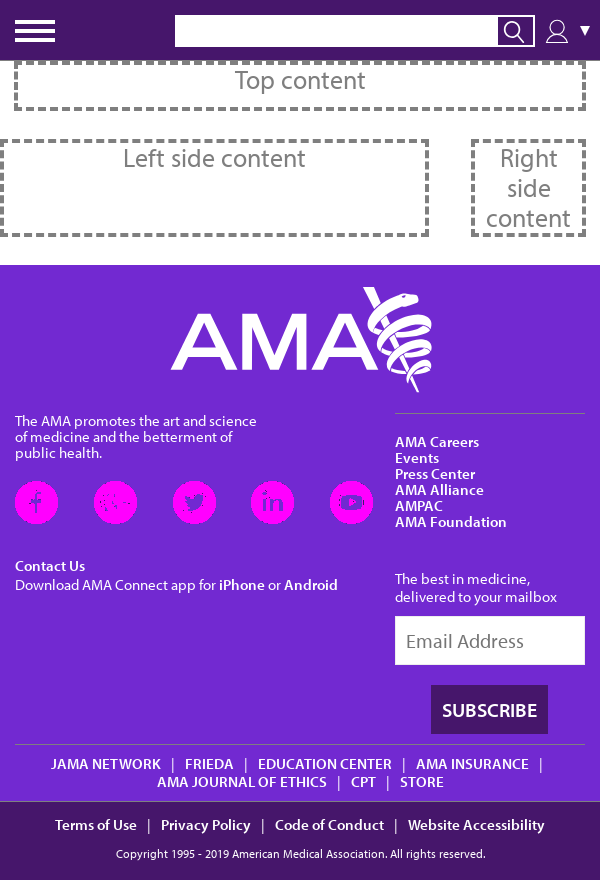 Top content
Left side content
Right
side
content
AMA
The AMA promotes the art and science
of medicine and the betterment of
public health.
AMA Careers
Events
Press Center
AMA Alliance
AMPAC
AMA Foundation
Contact Us
Download AMA Connect app for iPhone or Android
The best in medicine,
delivered to your mailbox
Email Address
SUBSCRIBE
JAMA NETWORK | FRIEDA | EDUCATION CENTER | AMA INSURANCE |
AMA JOURNAL OF ETHICS | CPT | STORE
Terms of Use | Privacy Policy | Code of Conduct | Website Accessibility
Copyright 1995 - 2019 American Medical Association. All rights reserved.